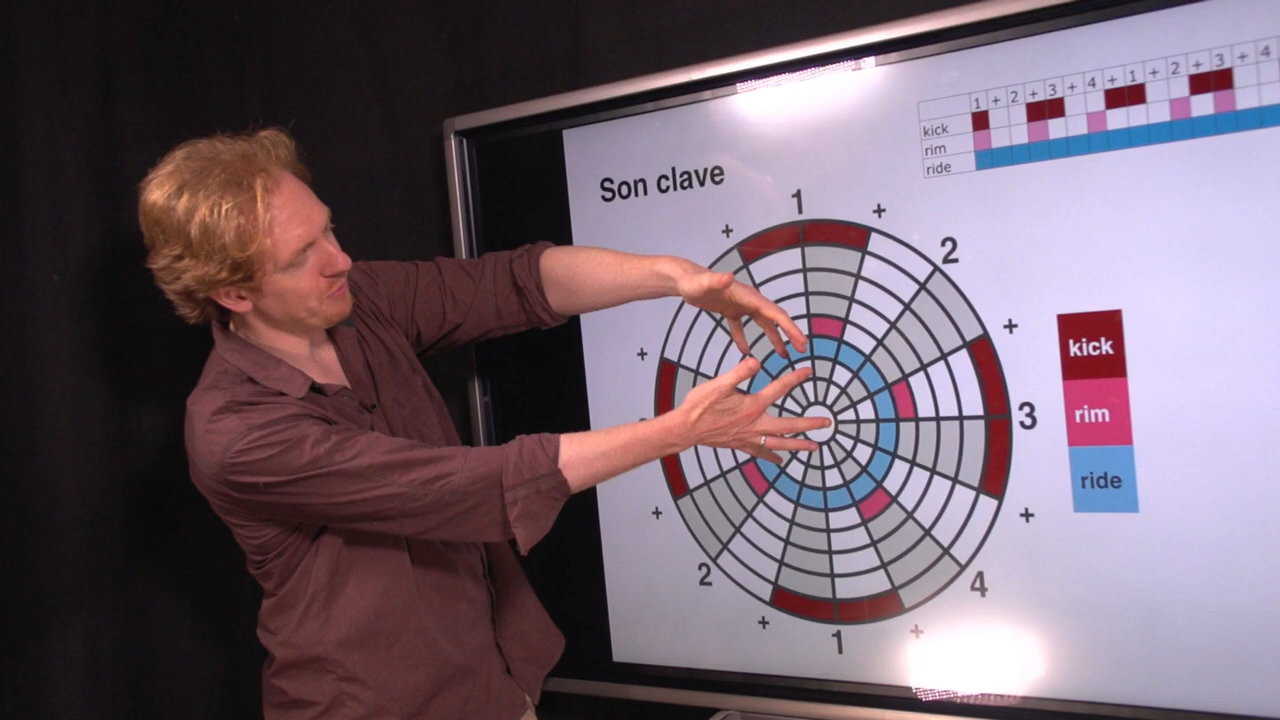 1 + 2 + 3 + 4 + 1 + 2 + 3 + 4
kick
rim
ride
Son clave
1
+
+
2
+
+
3
kick
rim
ride
+
+
2
4
+
+
1